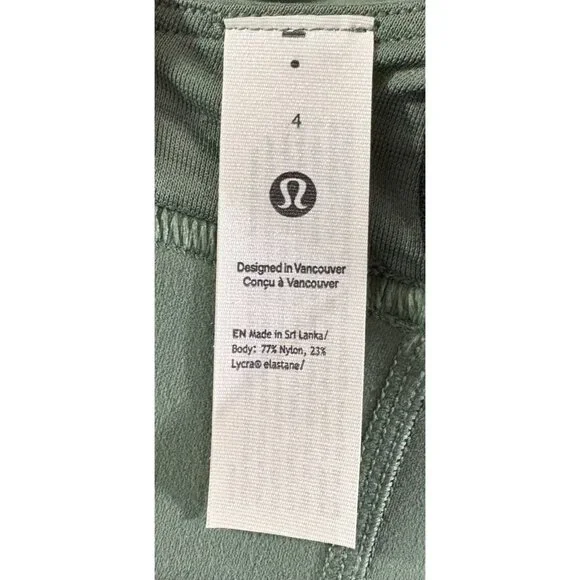 4
Designed in Vancouver
Conçu à Vancouver
EN Made in Sri Lanka/
Body: 77% Nylon, 23%
Lycra® elastane/